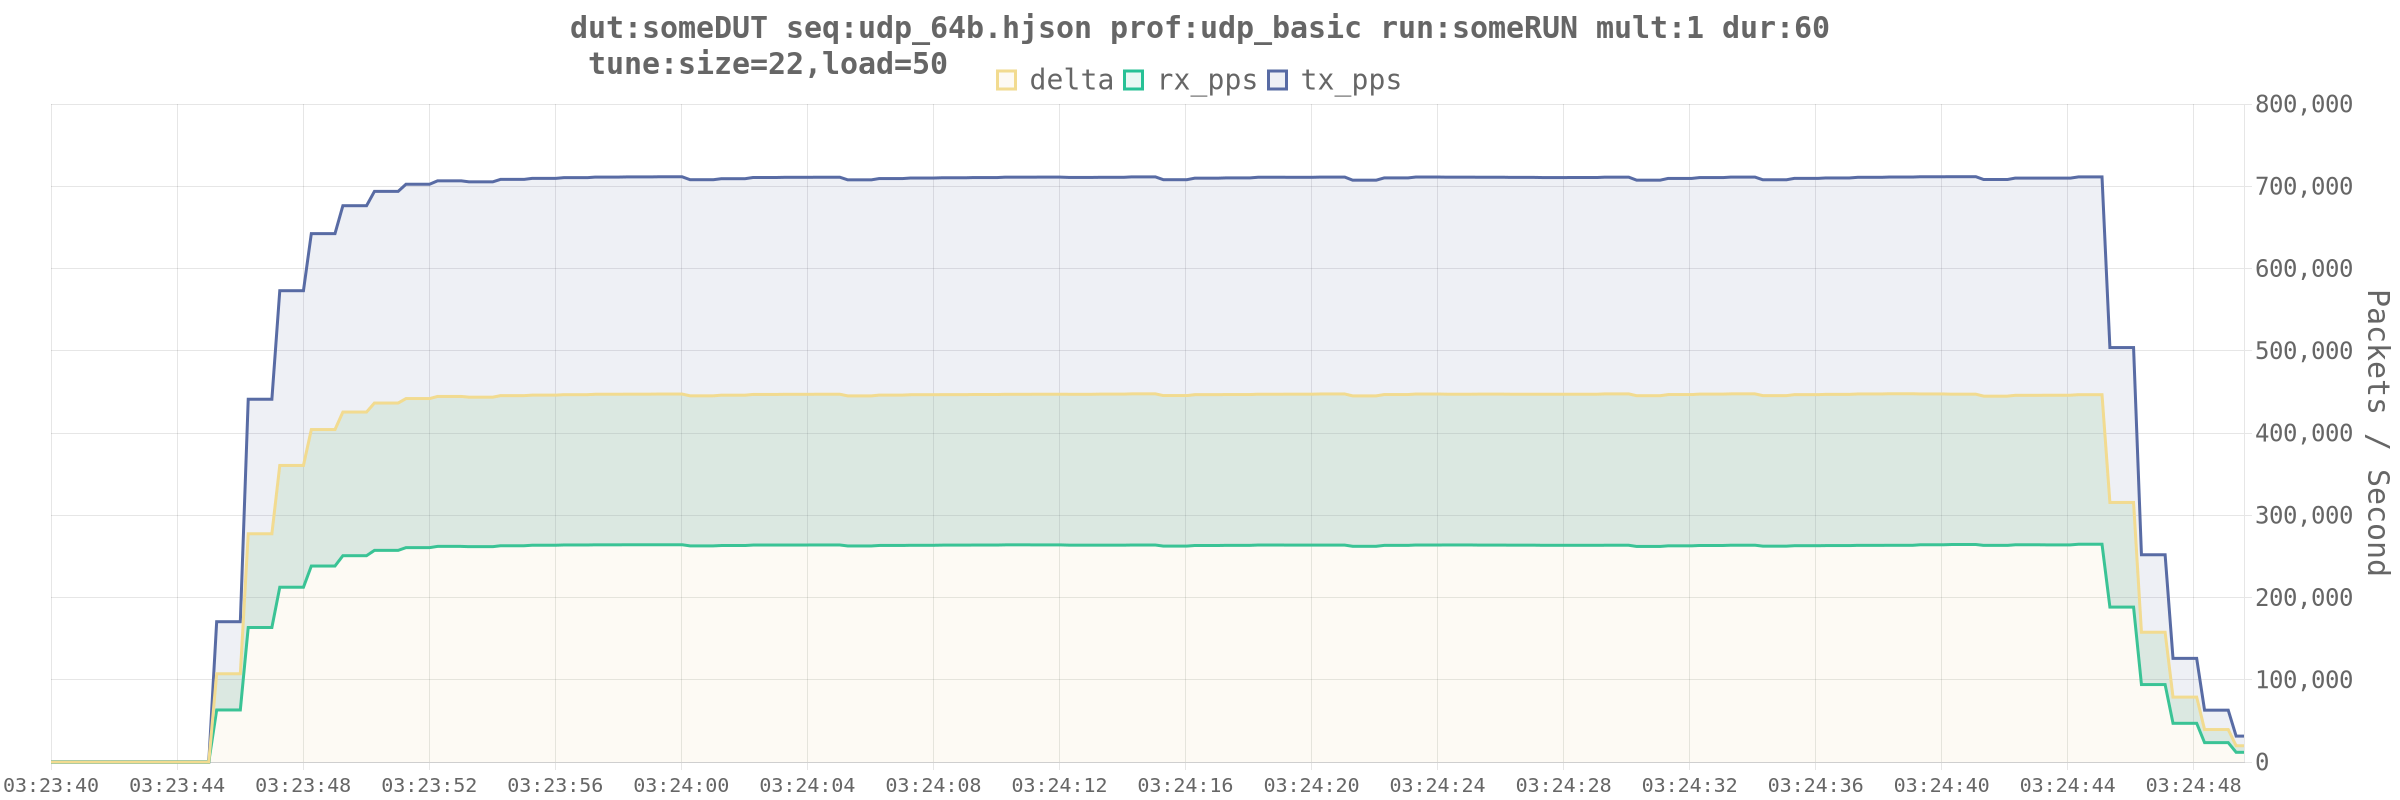 dut:someDUT seq:udp_64b.hjson prof:udp_basic run:someRUN mult:1 dur:60
tune:size=22,load=50
delta rx_pps tx_pps
800,000
700,000
600,000
500,000
400,000
300,000
200,000
100,000
0
Packets / Second
03:23:40 03:23:44 03:23:48 03:23:52 03:23:56 03:24:00 03:24:04 03:24:08 03:24:12 03:24:16 03:24:20 03:24:24 03:24:28 03:24:32 03:24:36 03:24:40 03:24:44 03:24:48